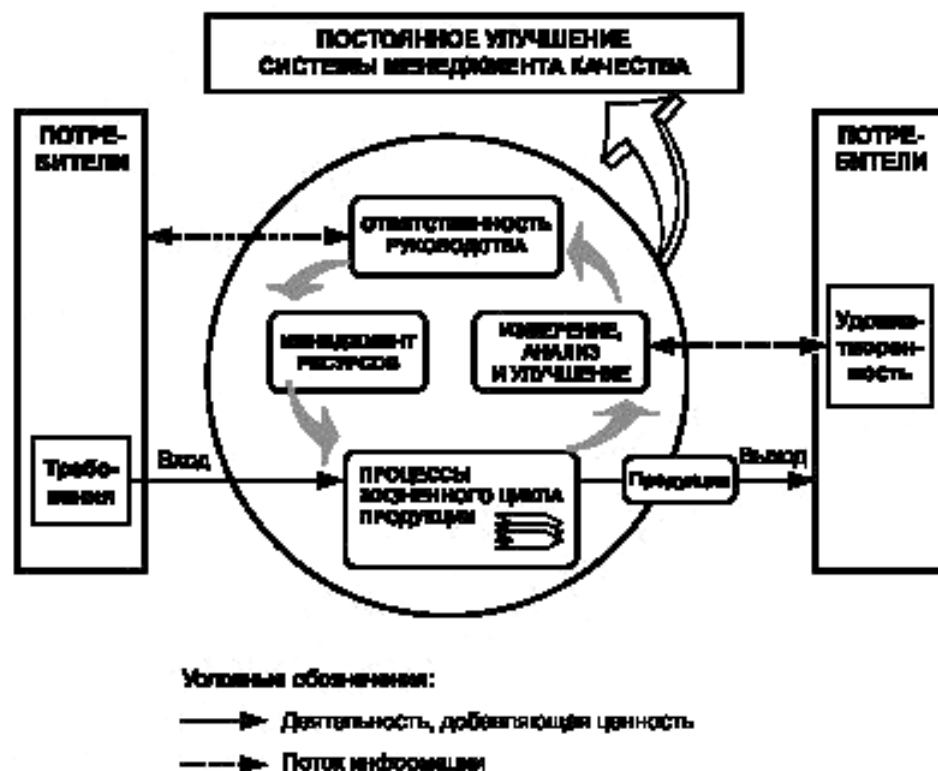 ПОСТОЯННОЕ УЛУЧШЕНИЕ
СИСТЕМЫ МЕНЕДЖМЕНТА КАЧЕСТВА
ПОТРЕ-
БИТЕЛИ
ПОТРЕ-
БИТЕЛИ
ОТВЕТСТВЕННОСТЬ
РУКОВОДСТВА
МЕНЕДЖМЕНТ
РЕСУРСОВ
ИЗМЕРЕНИЕ,
АНАЛИЗ
И УЛУЧШЕНИЕ
Удовле-
творен-
ность
Требо-
вания
Вход
ПРОЦЕССЫ
ЖИЗНЕННОГО ЦИКЛА
ПРОДУКЦИИ
Продукция
Выход
Условные обозначения:
Деятельность, добавляющая ценность
Поток информации